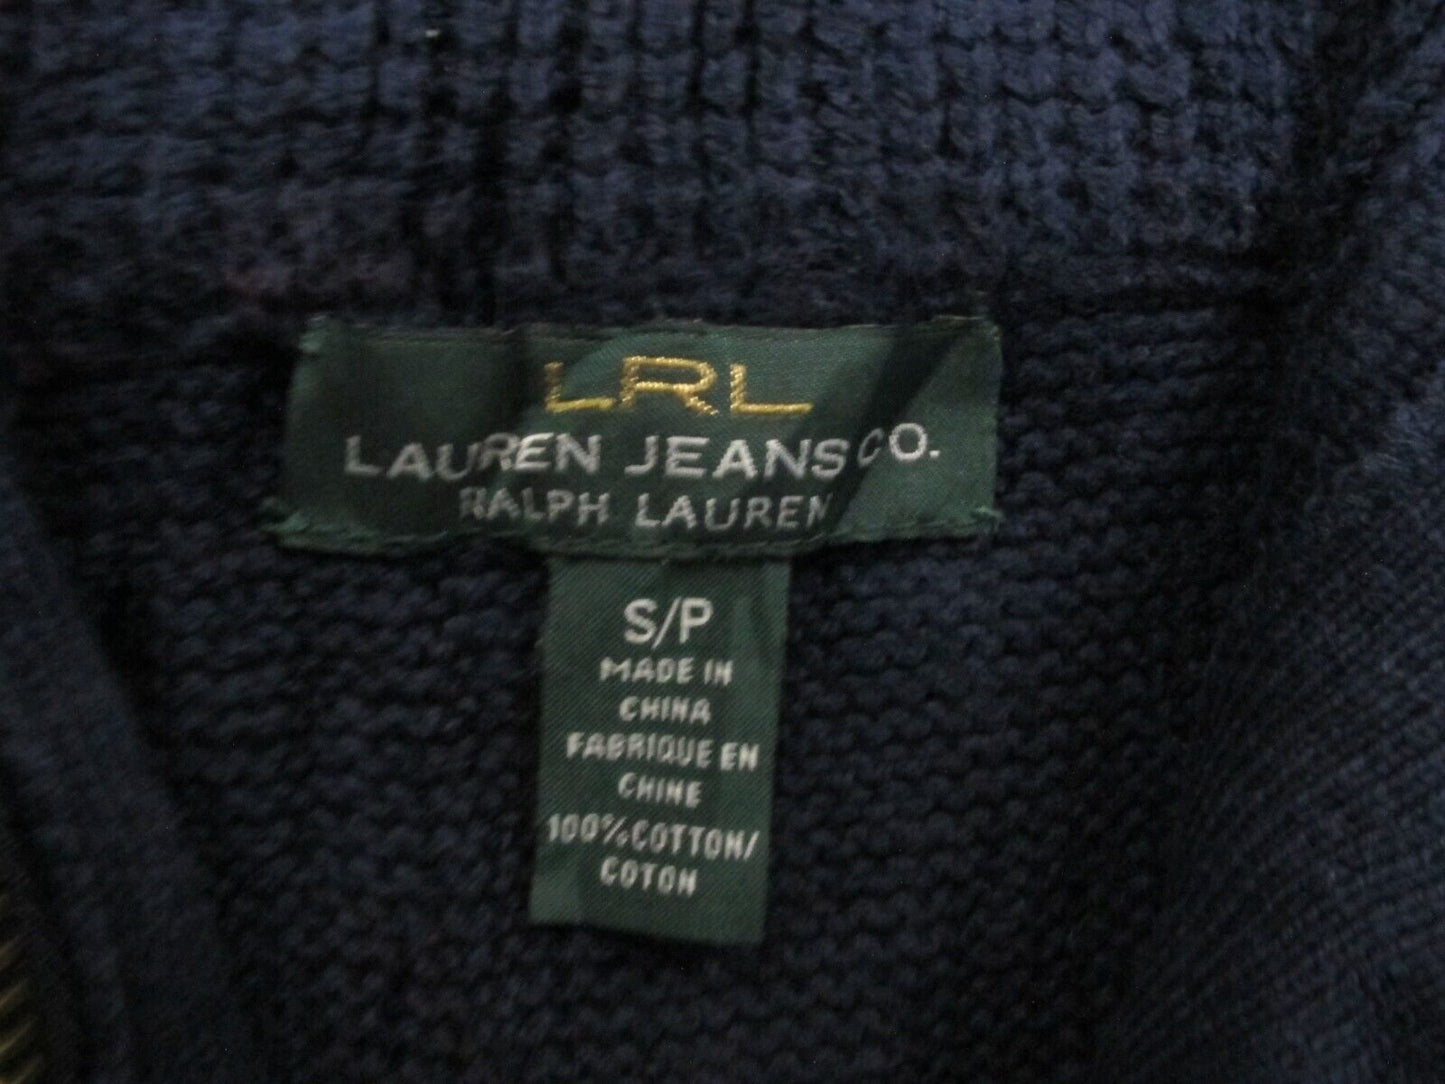 LRL
LAUREN JEANS CO.
RALPH LAUREN
S/P
MADE IN
CHINA
FABRIQUE EN
CHINE
100% COTTON/
COTON